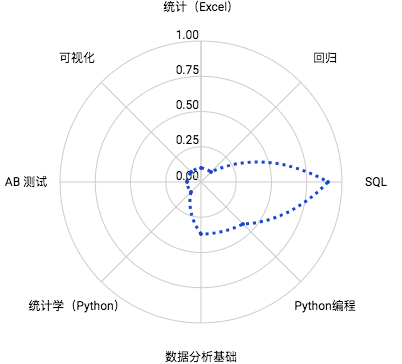 统计（Excel）
1.00
可视化
回归
0.75
0.50
0.25
AB 测试
0.00
SQL
统计学（Python）
Python编程
数据分析基础